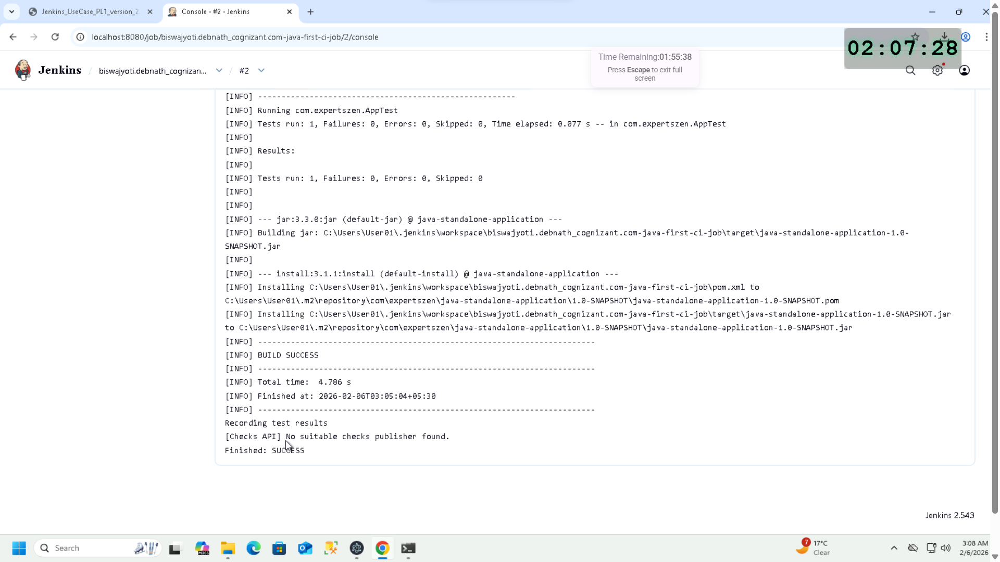 Jenkins_UseCase_PL1_version_2
Console - #2 - Jenkins
localhost:8080/job/biswajyoti.debnath_cognizant.com-java-first-ci-job/2/console
02:07:28
Time Remaining:01:55:38
Press Escape to exit full
screen
Jenkins / biswajyoti.debnath_cognizan... / #2
[INFO] -------------------------------------------------------
[INFO] Running com.expertszen.AppTest
[INFO] Tests run: 1, Failures: 0, Errors: 0, Skipped: 0, Time elapsed: 0.077 s -- in com.expertszen.AppTest
[INFO]
[INFO] Results:
[INFO]
[INFO] Tests run: 1, Failures: 0, Errors: 0, Skipped: 0
[INFO]
[INFO]
[INFO] --- jar:3.3.0:jar (default-jar) @ java-standalone-application ---
[INFO] Building jar: C:\Users\User01\.jenkins\workspace\biswajyoti.debnath_cognizant.com-java-first-ci-job\target\java-standalone-application-1.0-
SNAPSHOT.jar
[INFO]
[INFO] --- install:3.1.1:install (default-install) @ java-standalone-application ---
[INFO] Installing C:\Users\User01\.jenkins\workspace\biswajyoti.debnath_cognizant.com-java-first-ci-job\pom.xml to
C:\Users\User01\.m2\repository\com\expertszen\java-standalone-application\1.0-SNAPSHOT\java-standalone-application-1.0-SNAPSHOT.pom
[INFO] Installing C:\Users\User01\.jenkins\workspace\biswajyoti.debnath_cognizant.com-java-first-ci-job\target\java-standalone-application-1.0-SNAPSHOT.jar
to C:\Users\User01\.m2\repository\com\expertszen\java-standalone-application\1.0-SNAPSHOT\java-standalone-application-1.0-SNAPSHOT.jar
[INFO] ------------------------------------------------------------------------
[INFO] BUILD SUCCESS
[INFO] ------------------------------------------------------------------------
[INFO] Total time:  4.786 s
[INFO] Finished at: 2026-02-06T03:05:04+05:30
[INFO] ------------------------------------------------------------------------
Recording test results
[Checks API] No suitable checks publisher found.
Finished: SUCCESS
Jenkins 2.543
Search
M365
7
17°C
Clear
3:08 AM
2/6/2026